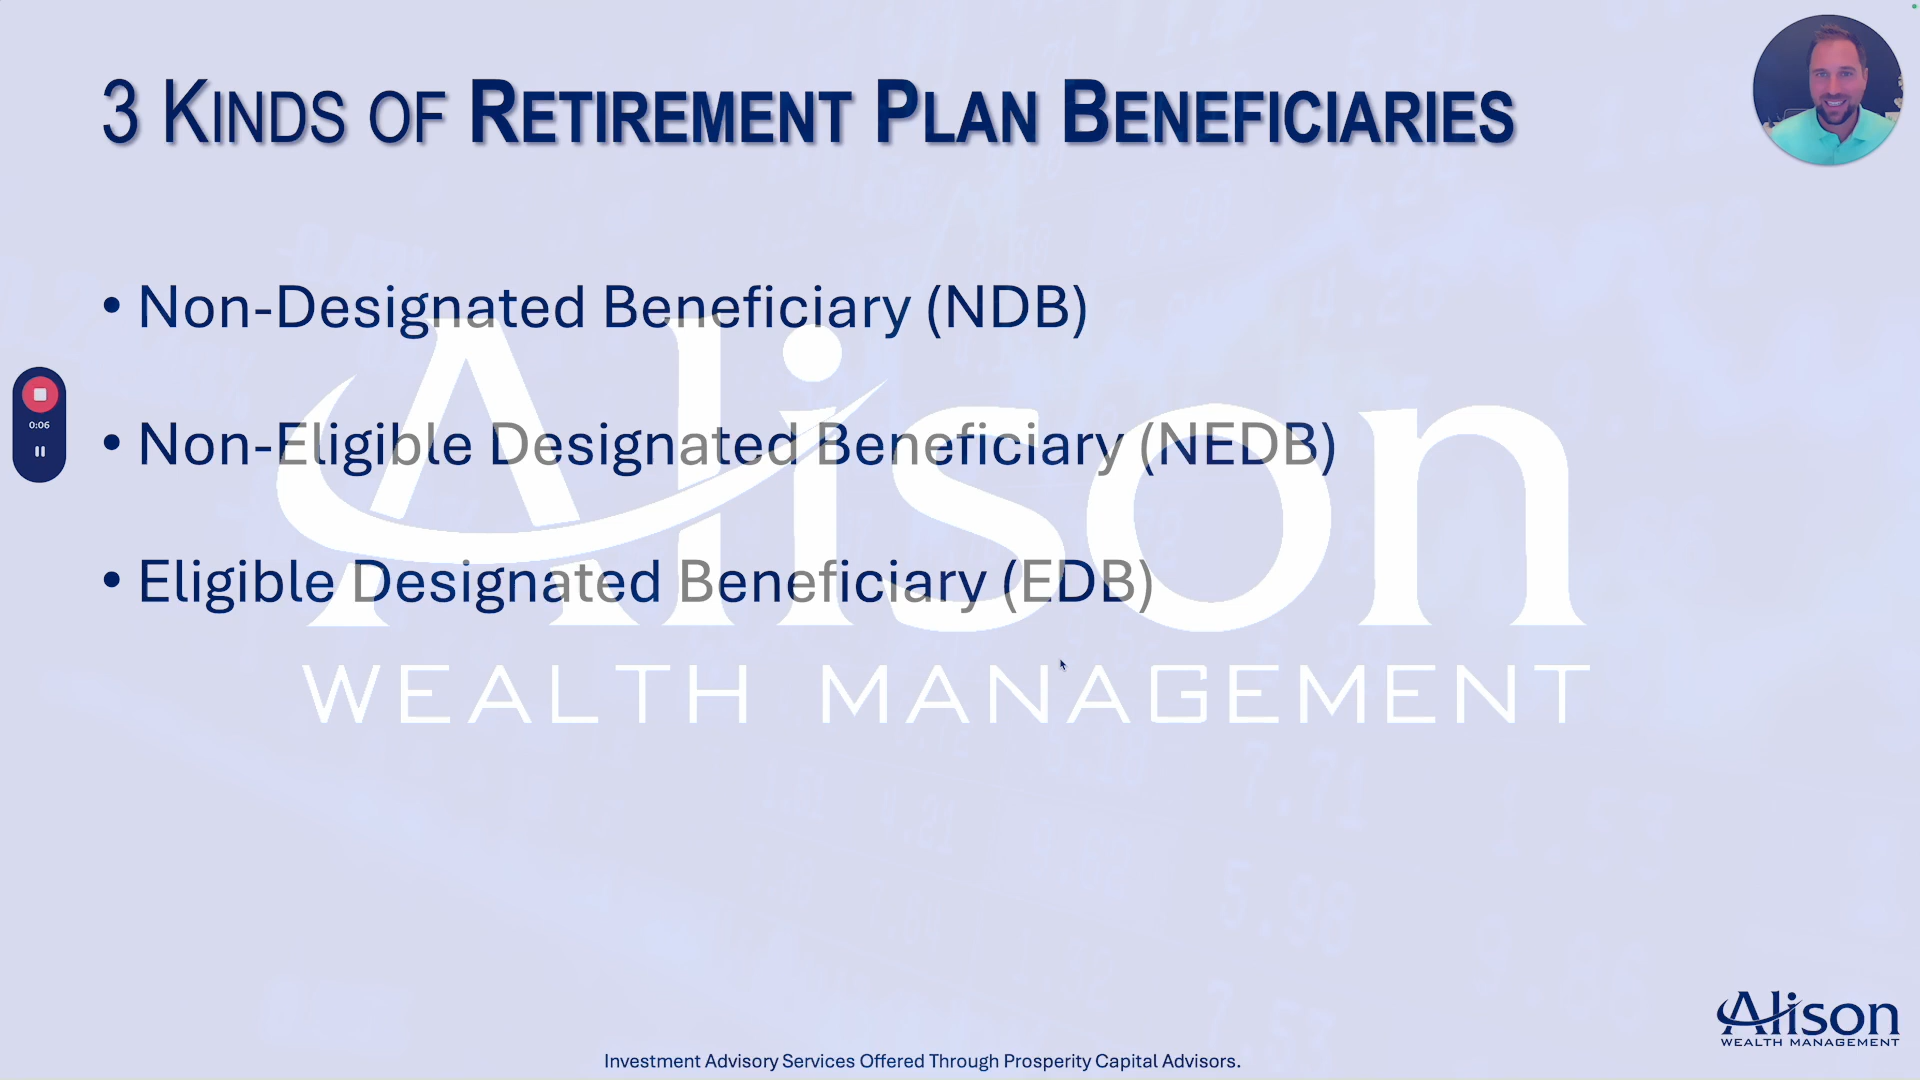 3 KINDS OF RETIREMENT PLAN BENEFICIARIES
• Non-Designated Beneficiary (NDB)
• Non-Eligible Designated Beneficiary (NEDB)
• Eligible Designated Beneficiary (EDB)
0:06
Alison
WEALTH MANAGEMENT
Alison
WEALTH MANAGEMENT
Investment Advisory Services Offered Through Prosperity Capital Advisors.